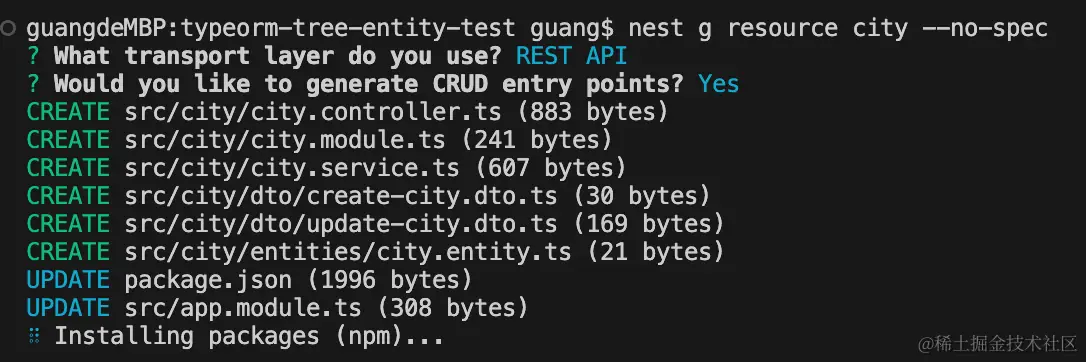 guangdeMBP:typeorm-tree-entity-test guang$ nest g resource city --no-spec
? What transport layer do you use? REST API
? Would you like to generate CRUD entry points? Yes
CREATE src/city/city.controller.ts (883 bytes)
CREATE src/city/city.module.ts (241 bytes)
CREATE src/city/city.service.ts (607 bytes)
CREATE src/city/dto/create-city.dto.ts (30 bytes)
CREATE src/city/dto/update-city.dto.ts (169 bytes)
CREATE src/city/entities/city.entity.ts (21 bytes)
UPDATE package.json (1996 bytes)
UPDATE src/app.module.ts (308 bytes)
Installing packages (npm)...
@稀土掘金技术社区